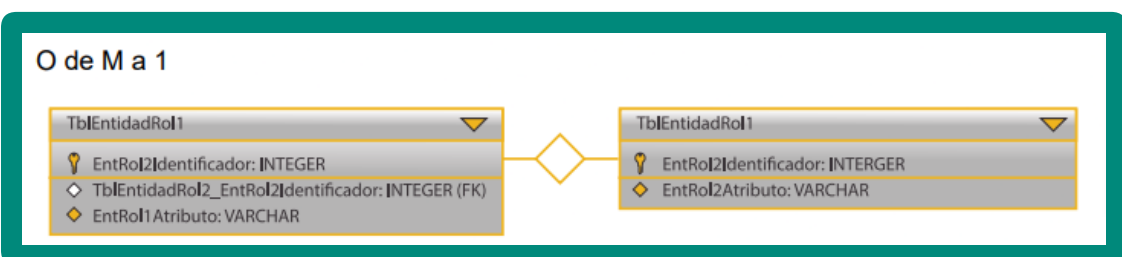 O de M a 1
TblEntidadRol1
EntRol2Identificador: INTEGER
TblEntidadRol2_EntRol2Identificador: INTEGER (FK)
EntRol1Atributo: VARCHAR
TblEntidadRol1
EntRol2Identificador: INTERGER
EntRol2Atributo: VARCHAR